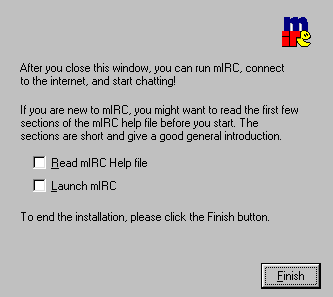 mirc
After you close this window, you can run mIRC, connect
to the internet, and start chatting!
If you are new to mIRC, you might want to read the first few
sections of the mIRC help file before you start. The
sections are short and give a good general introduction.
Read mIRC Help file
Launch mIRC
To end the installation, please click the Finish button.
Finish